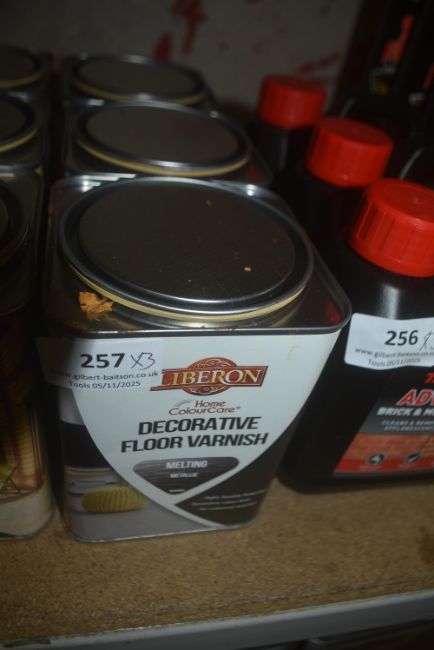 257 X3
www.gilbert-baitson.co.uk
Tools 05/11/2025
LIBERON
Home
ColourCare
DECORATIVE
FLOOR VARNISH
MELTING
METALLIC
256
www.gilbert-baitson.co.uk
Tools 05/11/2025
AD
BRICK &